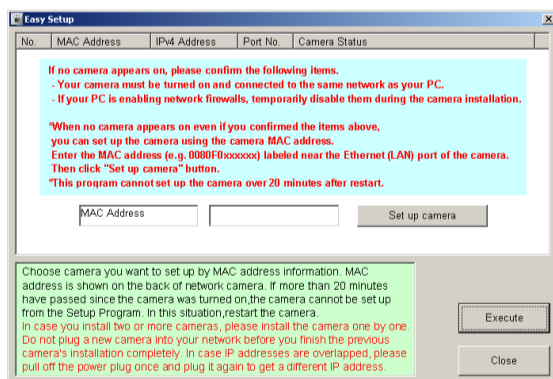 Easy Setup
No. MAC Address IPv4 Address Port No. Camera Status
If no camera appears on, please confirm the following items.
- Your camera must be turned on and connected to the same network as your PC.
- If your PC is enabling network firewalls, temporarily disable them during the camera installation.
*When no camera appears on even if you confirmed the items above,
you can set up the camera using the camera MAC
address.
Enter the MAC address (e.g. 0080F0xxxxxx) labeled near the Ethernet (LAN) port of the camera.
Then click "Set up
camera" button.
*This program cannot set up the camera over 20 minutes after restart.
MAC Address Set up camera
Choose camera you want to set up by MAC address information. MAC
address is shown on the back of network camera. If more than 20 minutes
have passed since the camera was turned on,the camera cannot be set up
from the Setup Program. In this situation,restart the camera.
In case you install two or more cameras, please install the camera one by one.
Do not plug a new camera into your network before you finish the previous
camera's installation completely. In case IP addresses are overlapped, please
pull off the power plug once and plug it again to get a different IP address.
Execute
Close